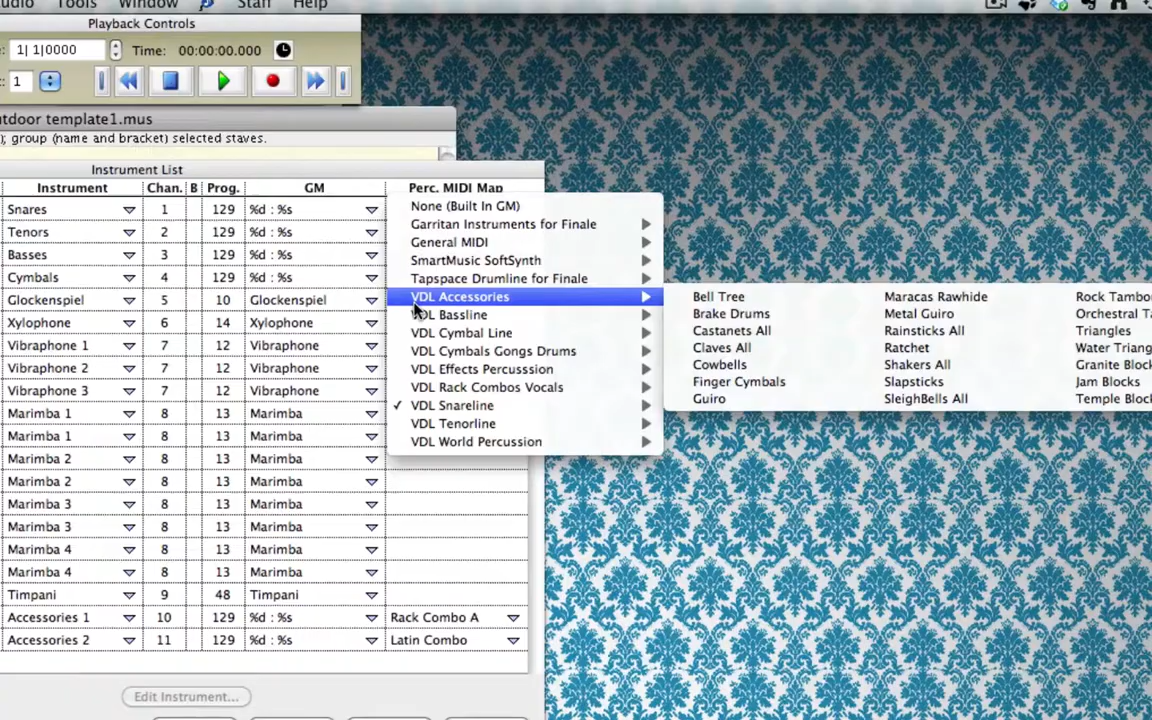 Tools Window Staff Help
Playback Controls
1| 1|0000 Time: 00:00:00.000
1
template1.mus
group (name and bracket) selected staves.
Instrument List
Instrument Chan. B Prog. GM Perc. MIDI Map
Snares 1 129 %d : %s
Tenors 2 129 %d : %s
Basses 3 129 %d : %s
Cymbals 4 129 %d : %s
Glockenspiel 5 10 Glockenspiel
Xylophone 6 14 Xylophone
Vibraphone 1 7 12 Vibraphone
Vibraphone 2 7 12 Vibraphone
Vibraphone 3 7 12 Vibraphone
Marimba 1 8 13 Marimba
Marimba 1 8 13 Marimba
Marimba 2 8 13 Marimba
Marimba 2 8 13 Marimba
Marimba 3 8 13 Marimba
Marimba 3 8 13 Marimba
Marimba 4 8 13 Marimba
Marimba 4 8 13 Marimba
Timpani 9 48 Timpani
Accessories 1 10 129 %d : %s Rack Combo A
Accessories 2 11 129 %d : %s Latin Combo
Edit Instrument...
None (Built In GM)
Garritan Instruments for Finale
General MIDI
SmartMusic SoftSynth
Tapspace Drumline for Finale
VDL Accessories
VDL Bassline
VDL Cymbal Line
VDL Cymbals Gongs Drums
VDL Effects Percusssion
VDL Rack Combos Vocals
✓ VDL Snareline
VDL Tenorline
VDL World Percussion
Bell Tree Maracas Rawhide Rock
Brake Drums Metal Guiro Orchestral
Castanets All Rainsticks All Triangles
Claves All Ratchet Water
Cowbells Shakers All Granite
Finger Cymbals Slapsticks Jam Blocks
Guiro SleighBells All Temple